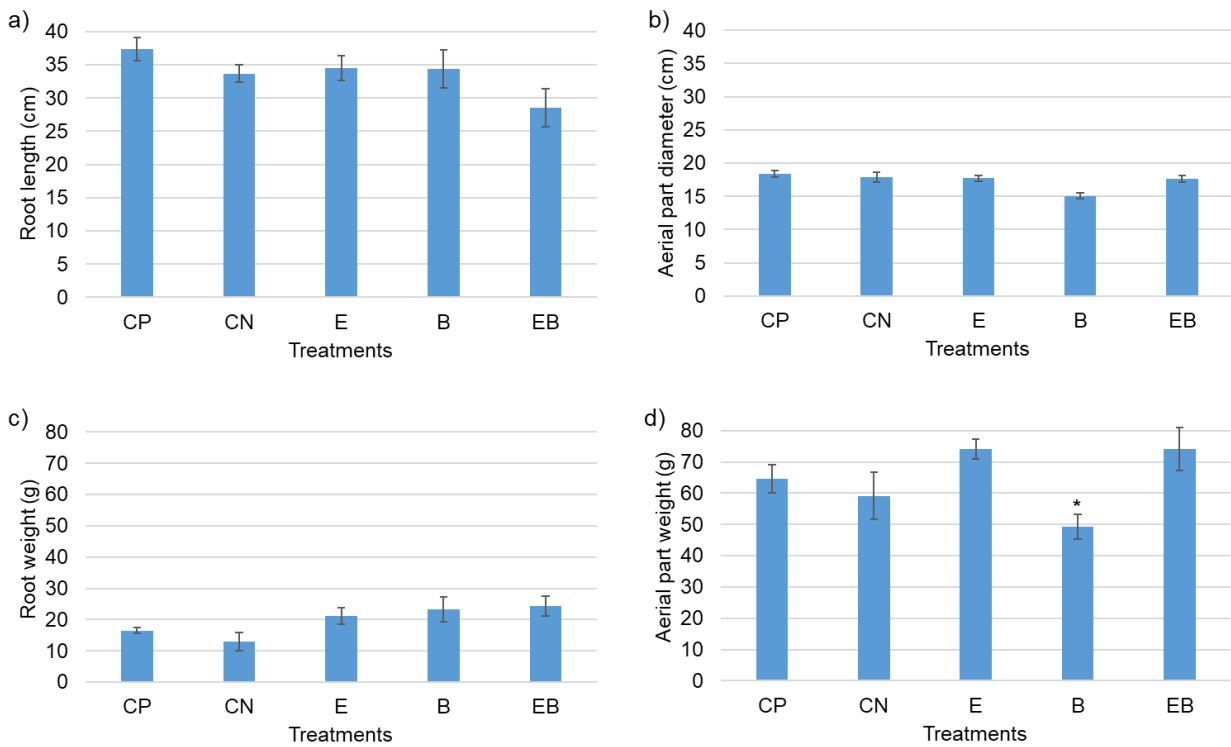 a)
Root length (cm)
40
35
30
25
20
15
10
5
0
CP CN E B EB
Treatments
b)
Aerial part diameter (cm)
40
35
30
25
20
15
10
5
0
CP CN E B EB
Treatments
c)
Root weight (g)
80
70
60
50
40
30
20
10
0
CP CN E B EB
Treatments
d)
Aerial part weight (g)
80
70
60
50
40
30
20
10
0
*
CP CN E B EB
Treatments